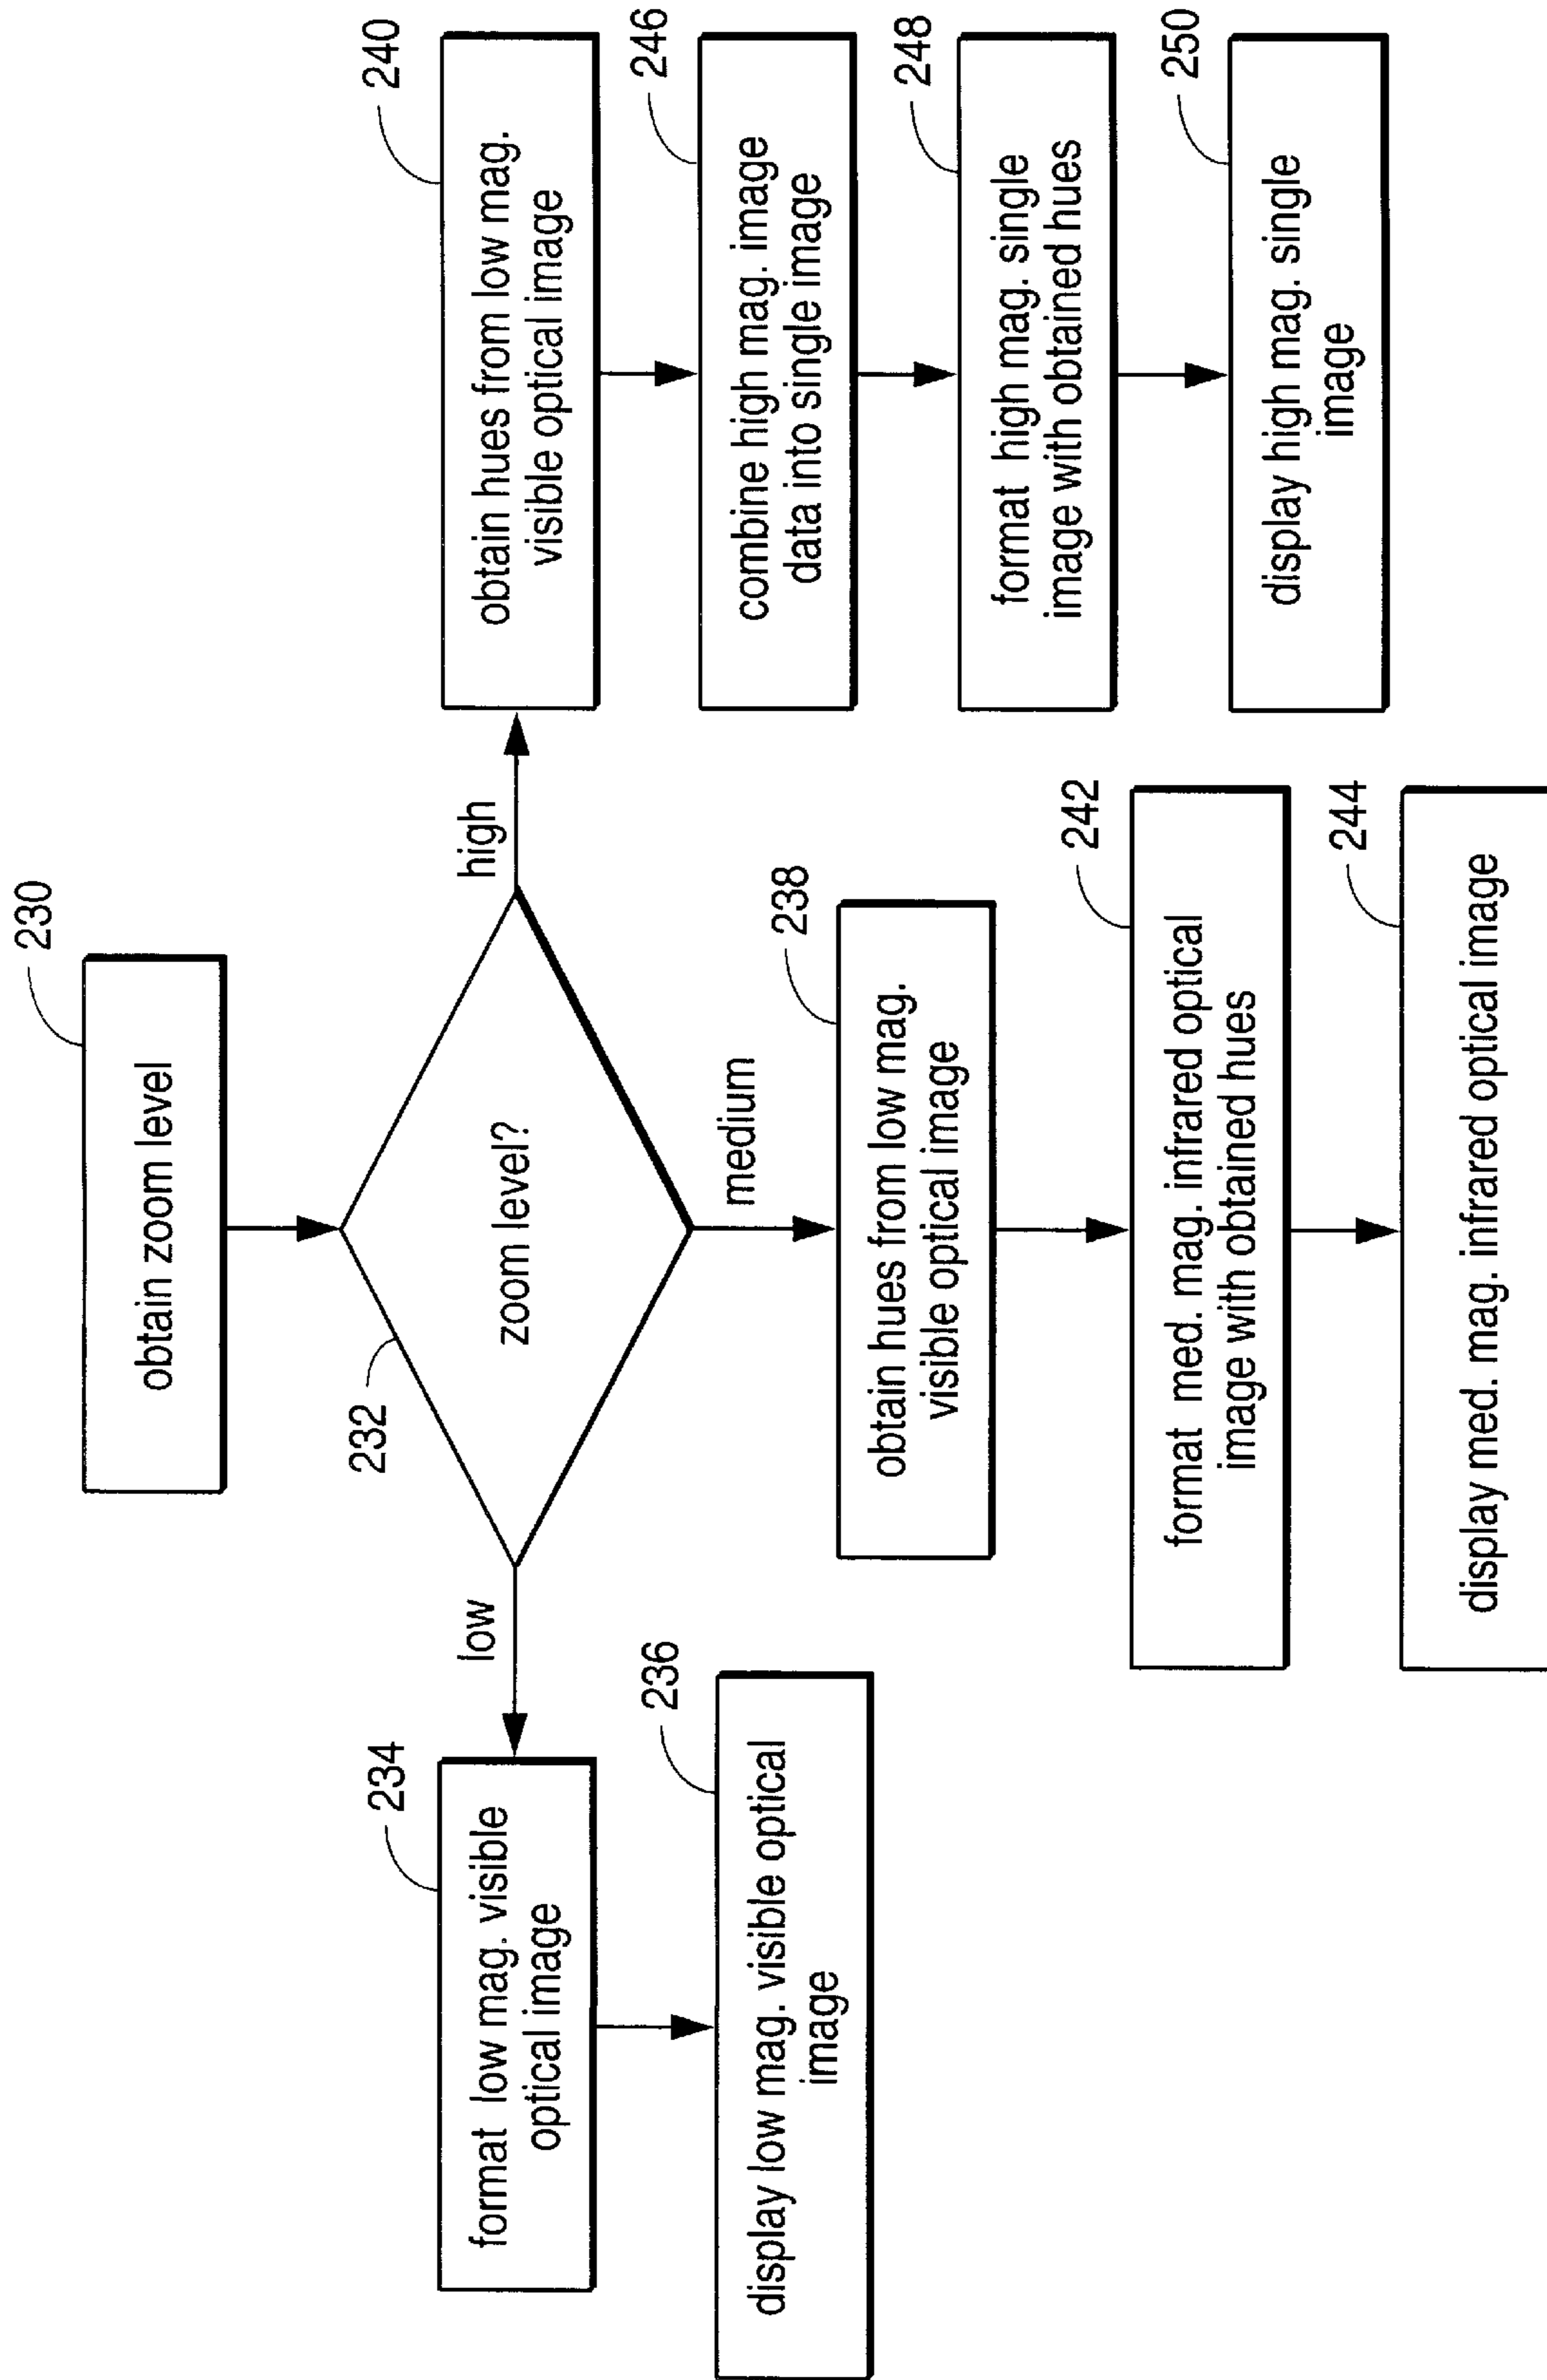 230
obtain zoom level
232
zoom level?
low
234
format low mag. visible
optical image
236
display low mag. visible optical
image
medium
238
obtain hues from low mag.
visible optical image
242
format med. mag. infrared optical
image with obtained hues
244
display med. mag. infrared optical image
high
240
obtain hues from low mag.
visible optical image
246
combine high mag. image
data into single image
248
format high mag. single
image with obtained hues
250
display high mag. single
image